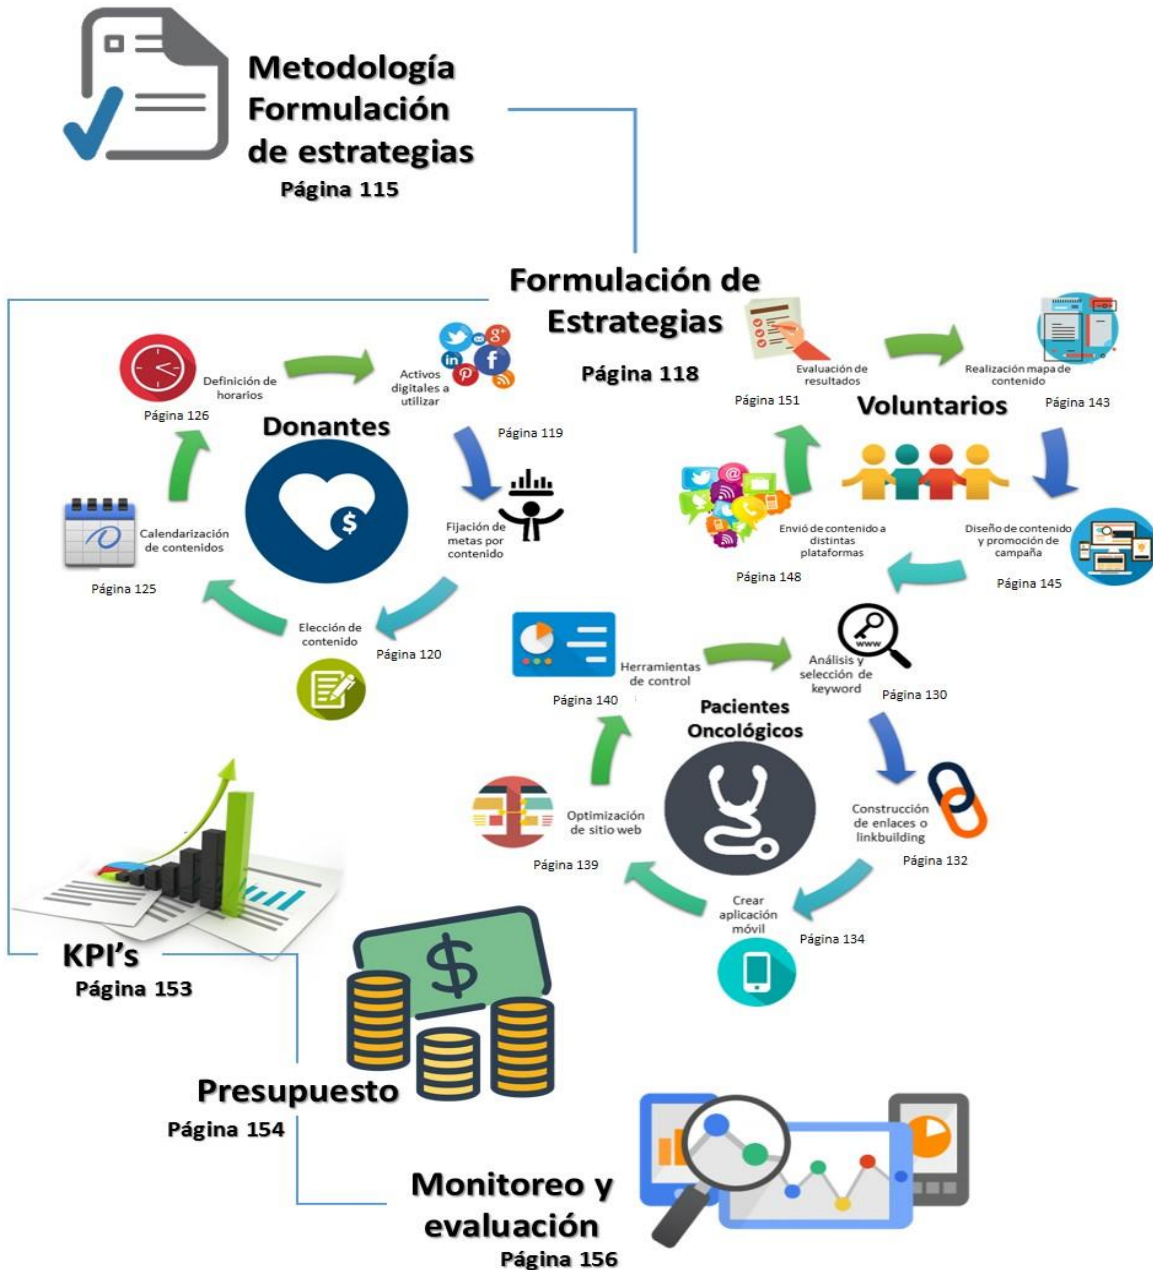 Metodología
Formulación
de estrategias
Página 115
Formulación de
Estrategias
Página 118
Donantes
Activos
digitales a
utilizar
Página 119
Fijación de
metas por
contenido
Elección de
contenido
Página 120
Calendarización
de contenidos
Página 125
Definición de
horarios
Página 126
Voluntarios
Realización mapa de
contenido
Página 143
Diseño de contenido
y promoción de
campaña
Página 145
Envió de contenido a
distintas
plataformas
Página 148
Evaluación de
resultados
Página 151
Pacientes
Oncológicos
www
Análisis y
selección de
keyword
Página 130
Construcción
de enlaces o
linkbuilding
Página 132
Crear
aplicación
móvil
Página 134
Optimización
de sitio web
Página 139
Herramientas
de control
Página 140
KPI's
Página 153
Presupuesto
Página 154
Monitoreo y
evaluación
Página 156